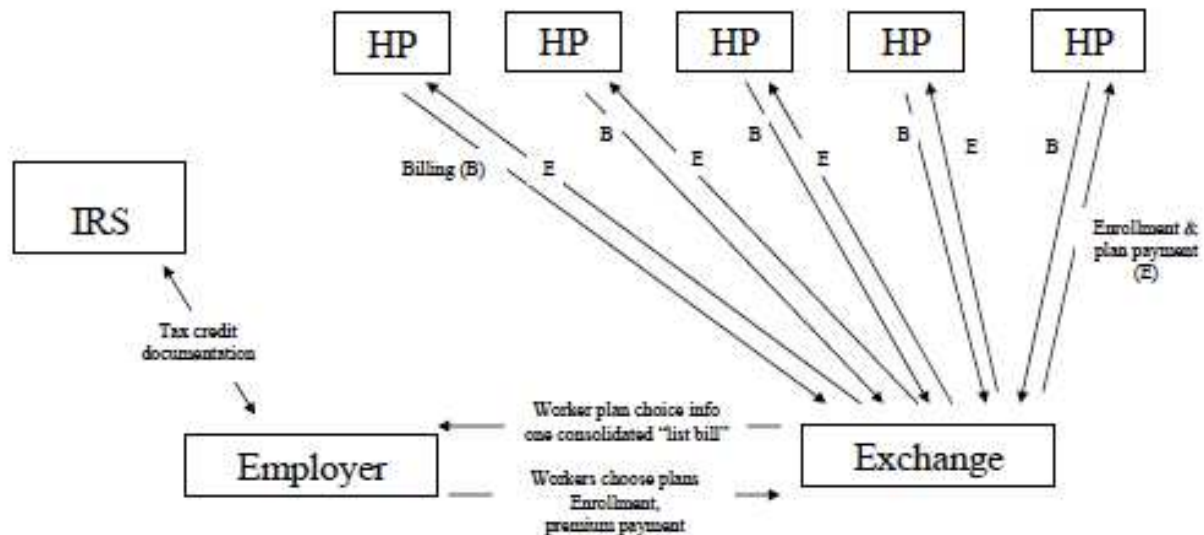 HP HP HP HP HP
B B B
Billing (B) E E E E B
IRS
Enrollment &
plan payment
(E)
Tax credit
documentation
Worker plan choice info
one consolidated “list bill”
Employer
Exchange
Workers choose plans
Enrollment,
premium payment